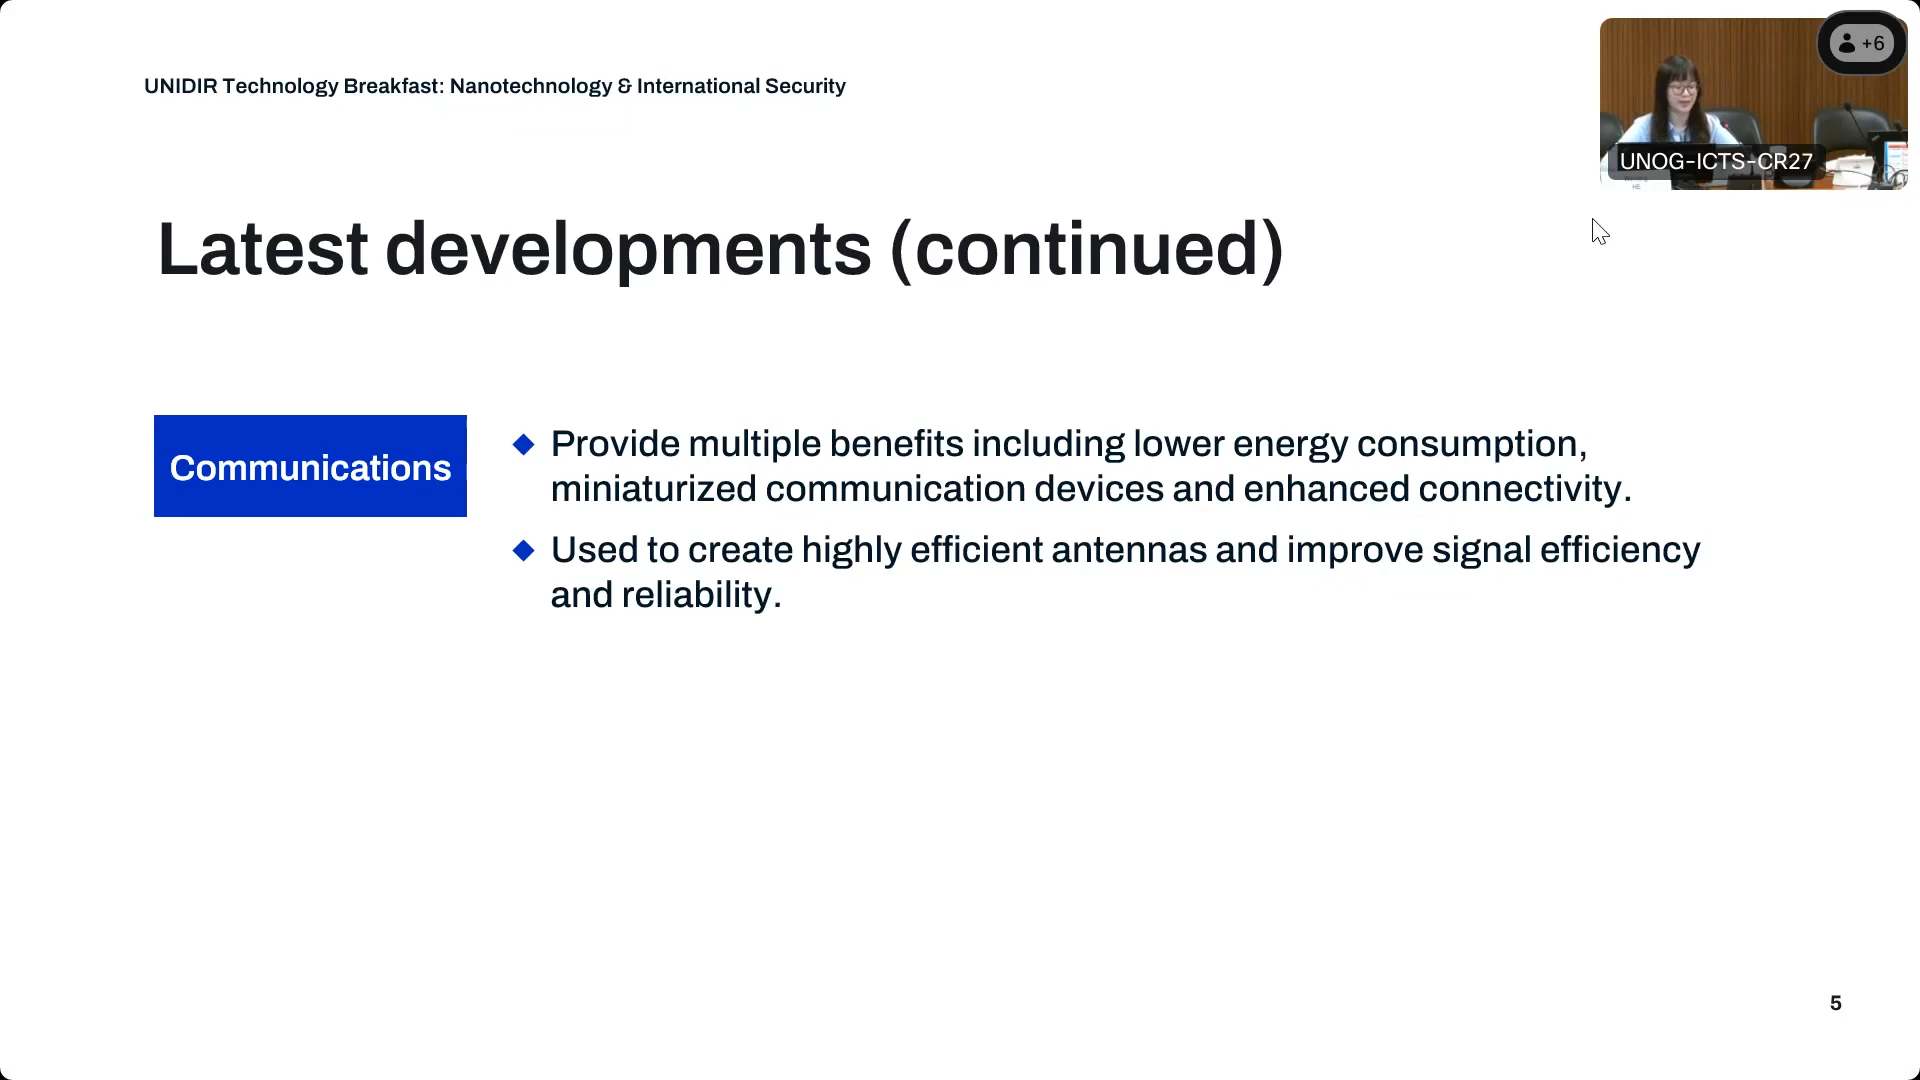 UNIDIR Technology Breakfast: Nanotechnology & International Security
+6
UNOG-ICTS-CR27
HE
Latest developments (continued)
Communications
◆ Provide multiple benefits including lower energy consumption,
miniaturized communication devices and enhanced connectivity.
◆ Used to create highly efficient antennas and improve signal efficiency
and reliability.
5